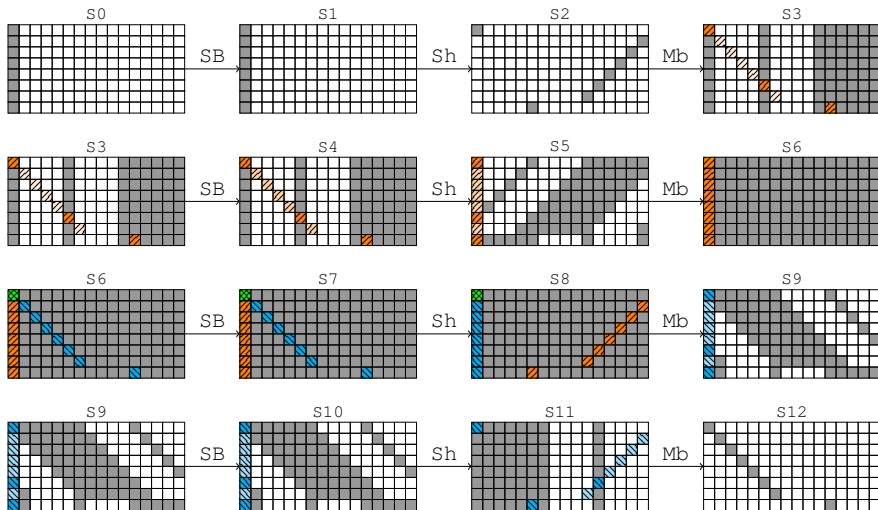 S0 S1 S2 S3
SB Sh Mb
S3 S4 S5 S6
SB Sh Mb
S6 S7 S8 S9
SB Sh Mb
S9 S10 S11 S12
SB Sh Mb